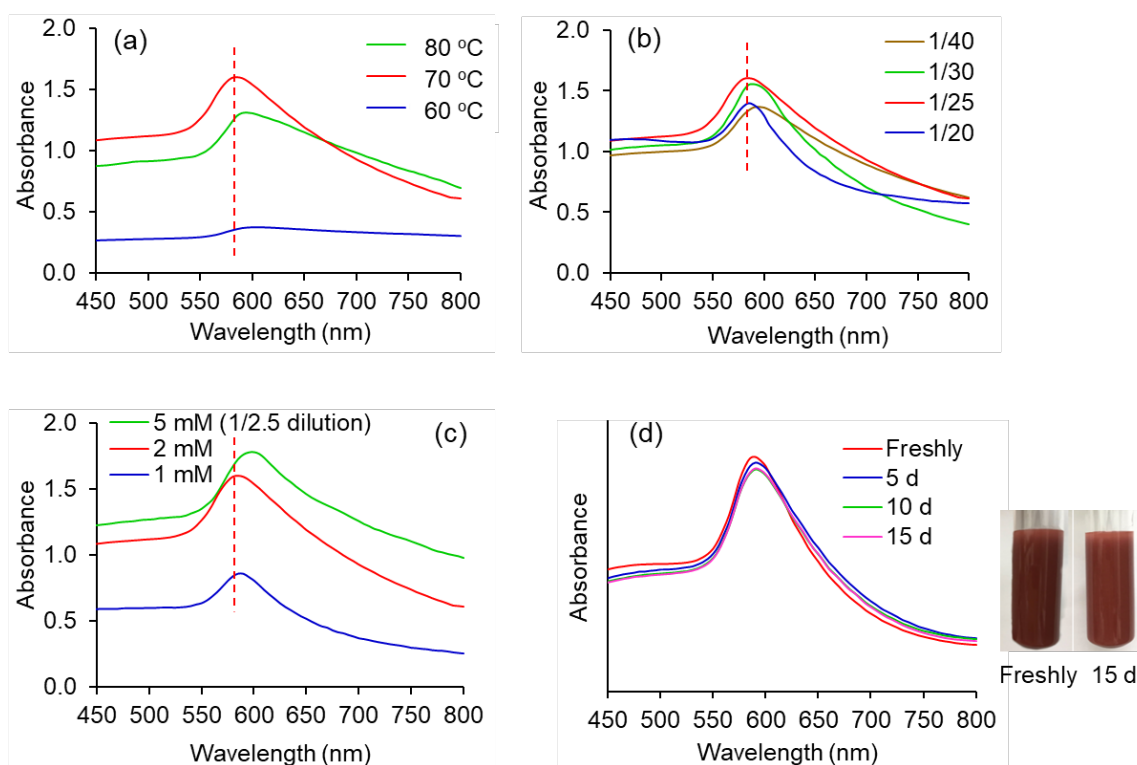 (a)
80 °C
70 °C
60 °C
2.0
1.5
1.0
0.5
0.0
Absorbance
450 500 550 600 650 700 750 800
Wavelength (nm)
(b)
1/40
1/30
1/25
1/20
2.0
1.5
1.0
0.5
0.0
Absorbance
450 500 550 600 650 700 750 800
Wavelength (nm)
(c)
5 mM (1/2.5 dilution)
2 mM
1 mM
2.0
1.5
1.0
0.5
0.0
Absorbance
450 500 550 600 650 700 750 800
Wavelength (nm)
(d)
Freshly
5 d
10 d
15 d
Absorbance
450 500 550 600 650 700 750 800
Wavelength (nm)
Freshly 15 d